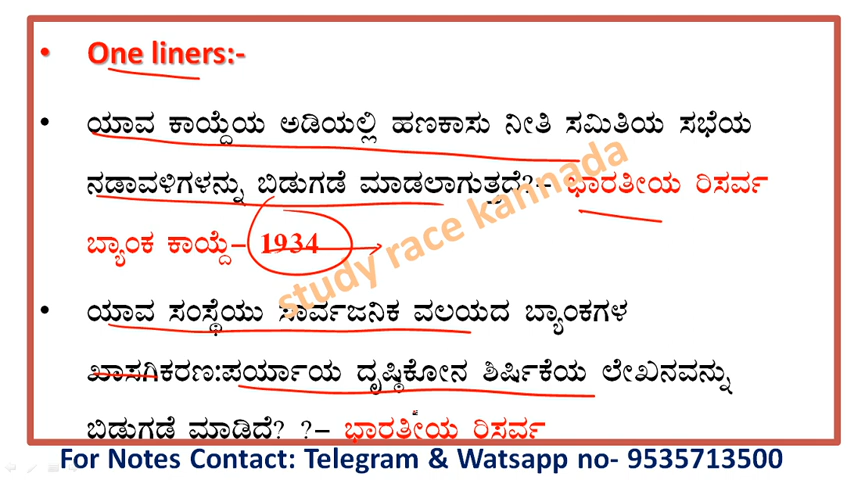 One liners:-
ಯಾವ ಕಾಯ್ದೆಯ ಅಡಿಯಲ್ಲಿ ಹಣಕಾಸು ನೀತಿ ಸಮಿತಿಯ ಸಭೆಯ
ನಡಾವಳಿಗಳನ್ನು ಬಿಡುಗಡೆ ಮಾಡಲಾಗುತ್ತದೆ?- ಭಾರತೀಯ ರಿಸರ್ವ
ಬ್ಯಾಂಕ ಕಾಯ್ದೆ- 1934
study race kannada
ಯಾವ ಸಂಸ್ಥೆಯು ಸಾರ್ವಜನಿಕ ವಲಯದ ಬ್ಯಾಂಕಗಳ
ಖಾಸಗಿಕರಣ:ಪರ್ಯಾಯ ದೃಷ್ಠಿಕೋನ ಶಿರ್ಷಿಕೆಯ ಲೇಖನವನ್ನು
ಬಿಡುಗಡೆ ಮಾಡಿದೆ? ?- ಭಾರತೀಯ ರಿಸರ್ವ
For Notes Contact: Telegram & Watsapp no- 9535713500